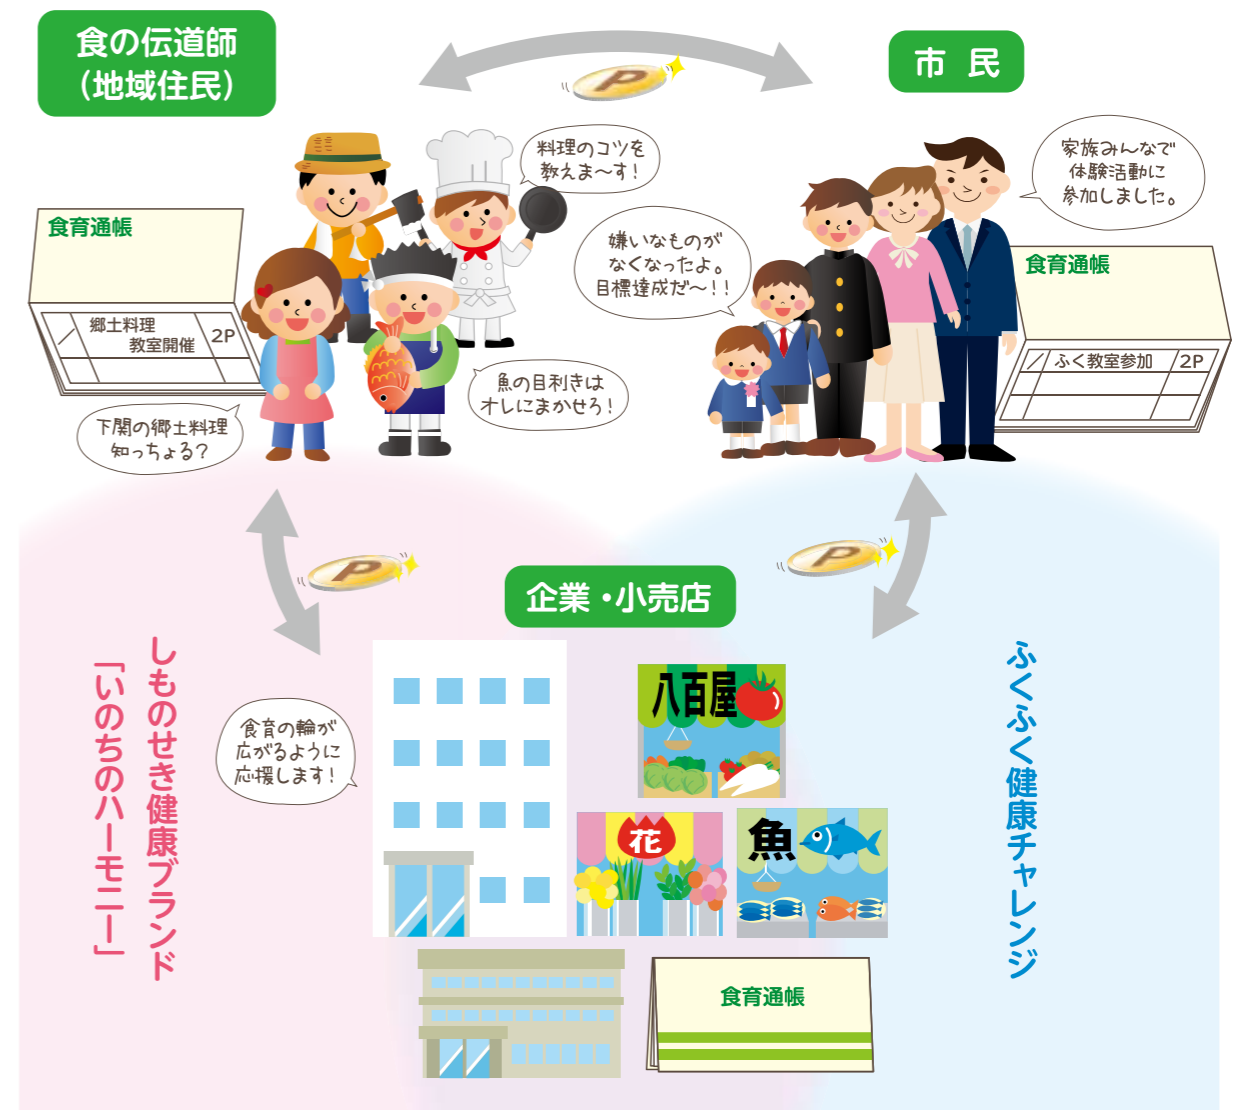 食の伝道師
（地域住民）
市 民
P
料理のコツを
教えま〜す！
家族みんなで
体験活動に
参加しました。
食育通帳
郷土料理
教室開催
2P
嫌いなものが
なくなったよ。
目標達成だ〜！！
食育通帳
ふく教室参加
2P
魚の目利きは
オレにまかせろ！
下関の郷土料理
知っちょる？
P
P
企業・小売店
しものせき健康ブランド
「いのちのハーモニー」
食育の輪が
広がるように
応援します！
八百屋
花
魚
食育通帳
ふくふく健康チャレンジ